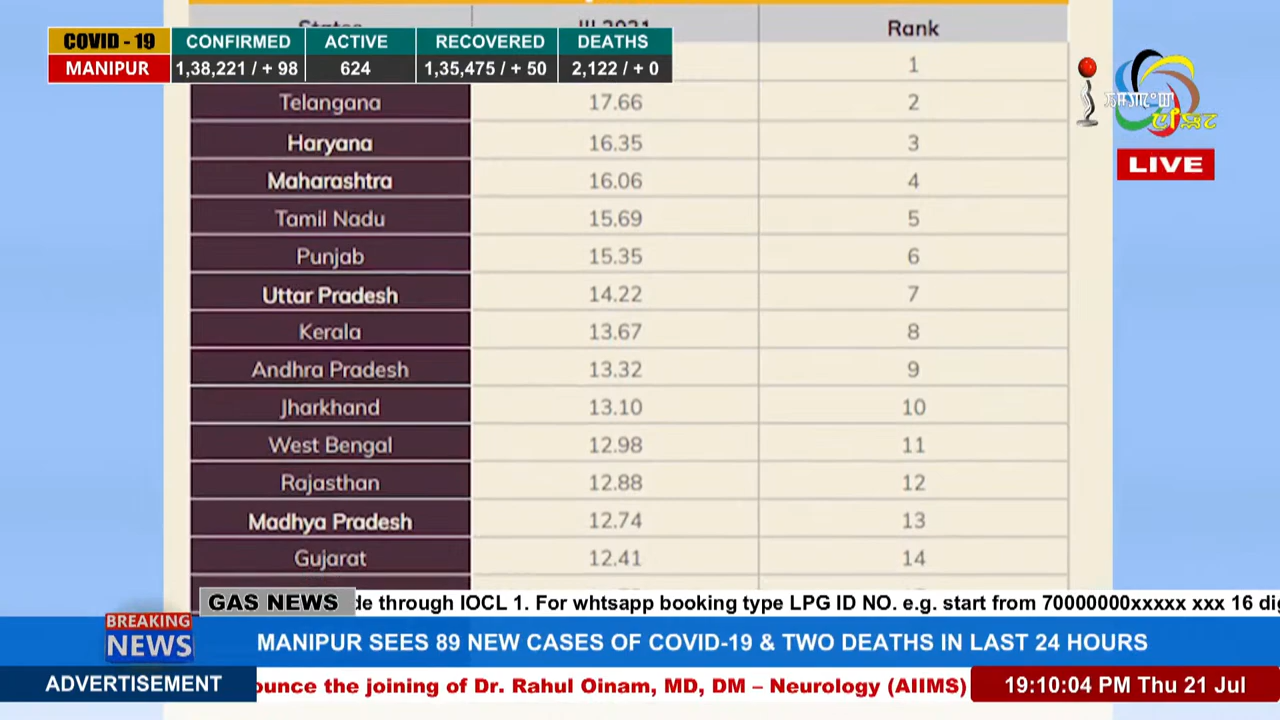 States III 2021 Rank
COVID - 19 CONFIRMED ACTIVE RECOVERED DEATHS
MANIPUR 1,38,221 / + 98 624 1,35,475 / + 50 2,122 / + 0
1
Telangana 17.66 2
Haryana 16.35 3
Maharashtra 16.06 4
LIVE
Tamil Nadu 15.69 5
Punjab 15.35 6
Uttar Pradesh 14.22 7
Kerala 13.67 8
Andhra Pradesh 13.32 9
Jharkhand 13.10 10
West Bengal 12.98 11
Rajasthan 12.88 12
Madhya Pradesh 12.74 13
Gujarat 12.41 14
GAS NEWS de through IOCL 1. For whtsapp booking type LPG ID NO. e.g. start from 70000000xxxxx xxx 16 dig
BREAKING NEWS MANIPUR SEES 89 NEW CASES OF COVID-19 & TWO DEATHS IN LAST 24 HOURS
ADVERTISEMENT ounce the joining of Dr. Rahul Oinam, MD, DM – Neurology (AIIMS) 19:10:04 PM Thu 21 Jul